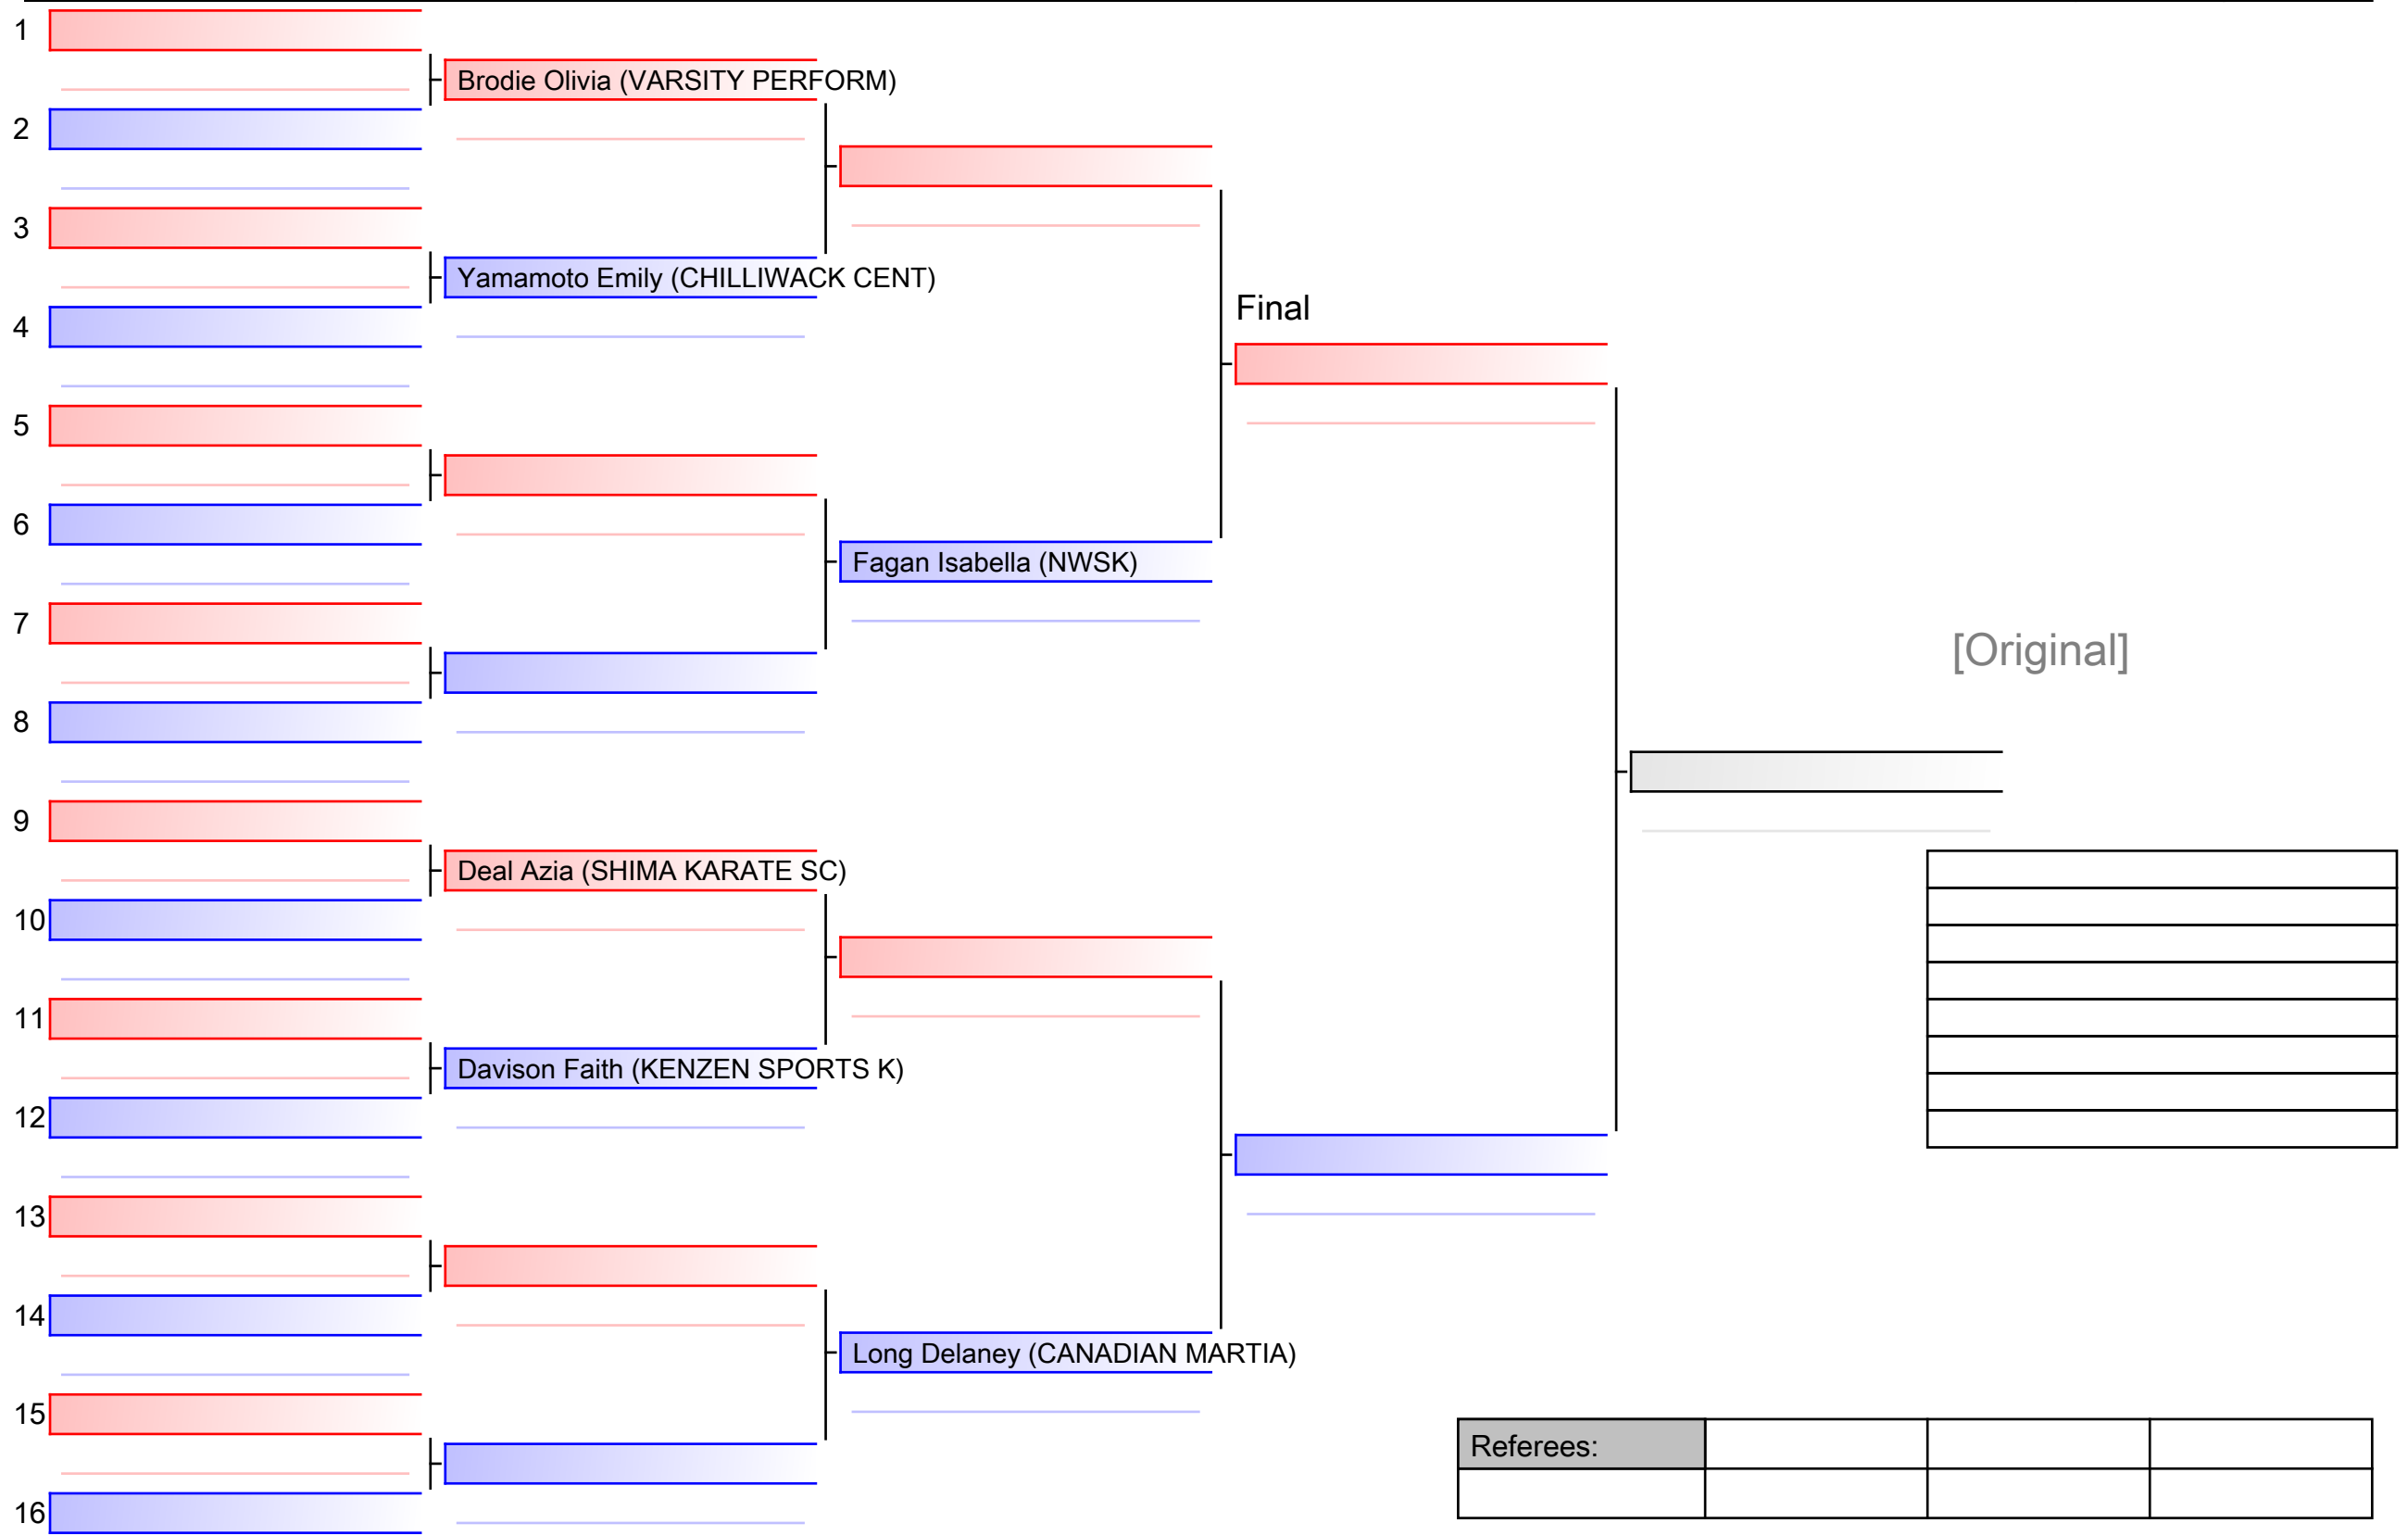 1
Brodie Olivia (VARSITY PERFORM)
2
3
Yamamoto Emily (CHILLIWACK CENT)
4
Final
5
6
Fagan Isabella (NWSK)
7
[Original]
8
9
Deal Azia (SHIMA KARATE SC)
10
11
Davison Faith (KENZEN SPORTS K)
12
13
14
Long Delaney (CANADIAN MARTIA)
15
Referees:
16